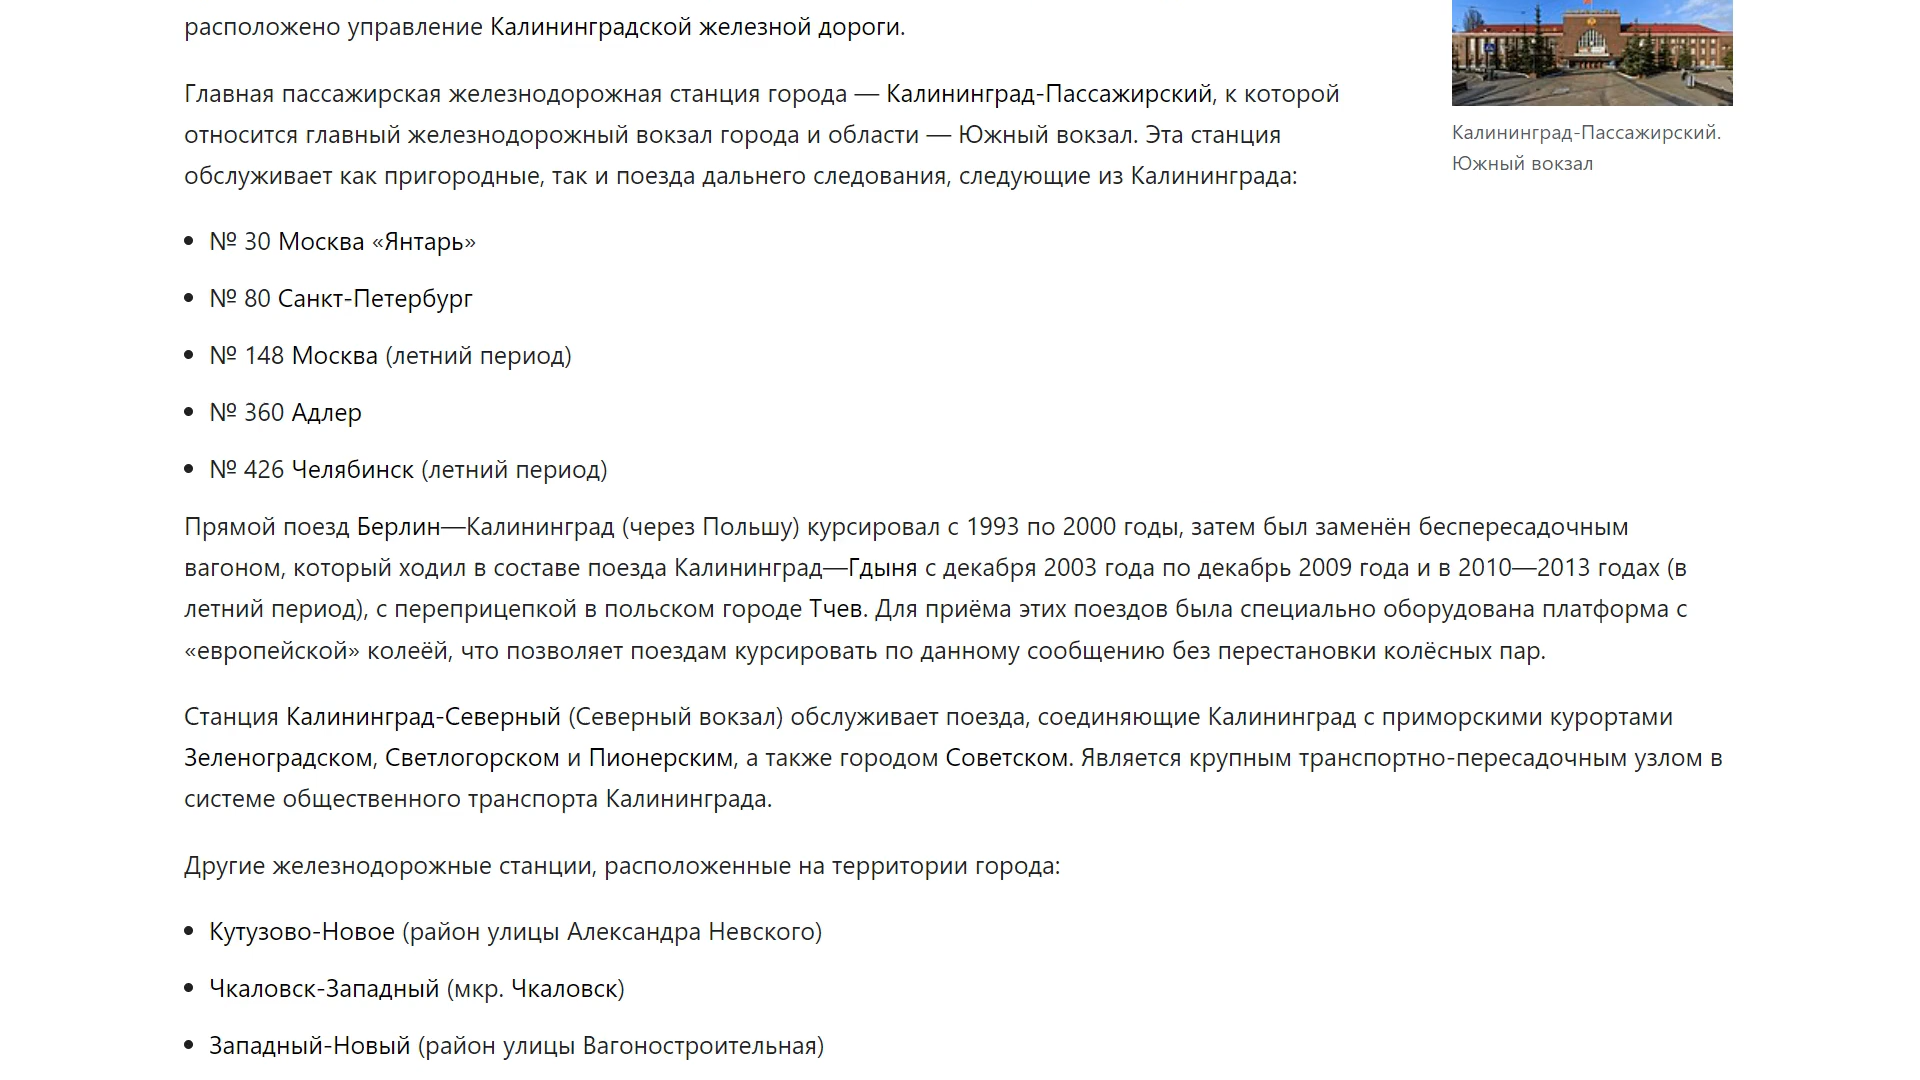 расположено управление Калининградской железной дороги.
Главная пассажирская железнодорожная станция города — Калининград-Пассажирский, к которой
относится главный железнодорожный вокзал города и области — Южный вокзал. Эта станция
обслуживает как пригородные, так и поезда дальнего следования, следующие из Калининграда:
Калининград-Пассажирский.
Южный вокзал
• № 30 Москва «Янтарь»
• № 80 Санкт-Петербург
• № 148 Москва (летний период)
• № 360 Адлер
• № 426 Челябинск (летний период)
Прямой поезд Берлин—Калининград (через Польшу) курсировал с 1993 по 2000 годы, затем был заменён беспересадочным
вагоном, который ходил в составе поезда Калининград—Гдыня с декабря 2003 года по декабрь 2009 года и в 2010—2013 годах (в
летний период), с переприцепкой в польском городе Тчев. Для приёма этих поездов была специально оборудована платформа с
«европейской» колеёй, что позволяет поездам курсировать по данному сообщению без перестановки колёсных пар.
Станция Калининград-Северный (Северный вокзал) обслуживает поезда, соединяющие Калининград с приморскими курортами
Зеленоградском, Светлогорском и Пионерским, а также городом Советском. Является крупным транспортно-пересадочным узлом в
системе общественного транспорта Калининграда.
Другие железнодорожные станции, расположенные на территории города:
• Кутузово-Новое (район улицы Александра Невского)
• Чкаловск-Западный (мкр. Чкаловск)
• Западный-Новый (район улицы Вагоностроительная)